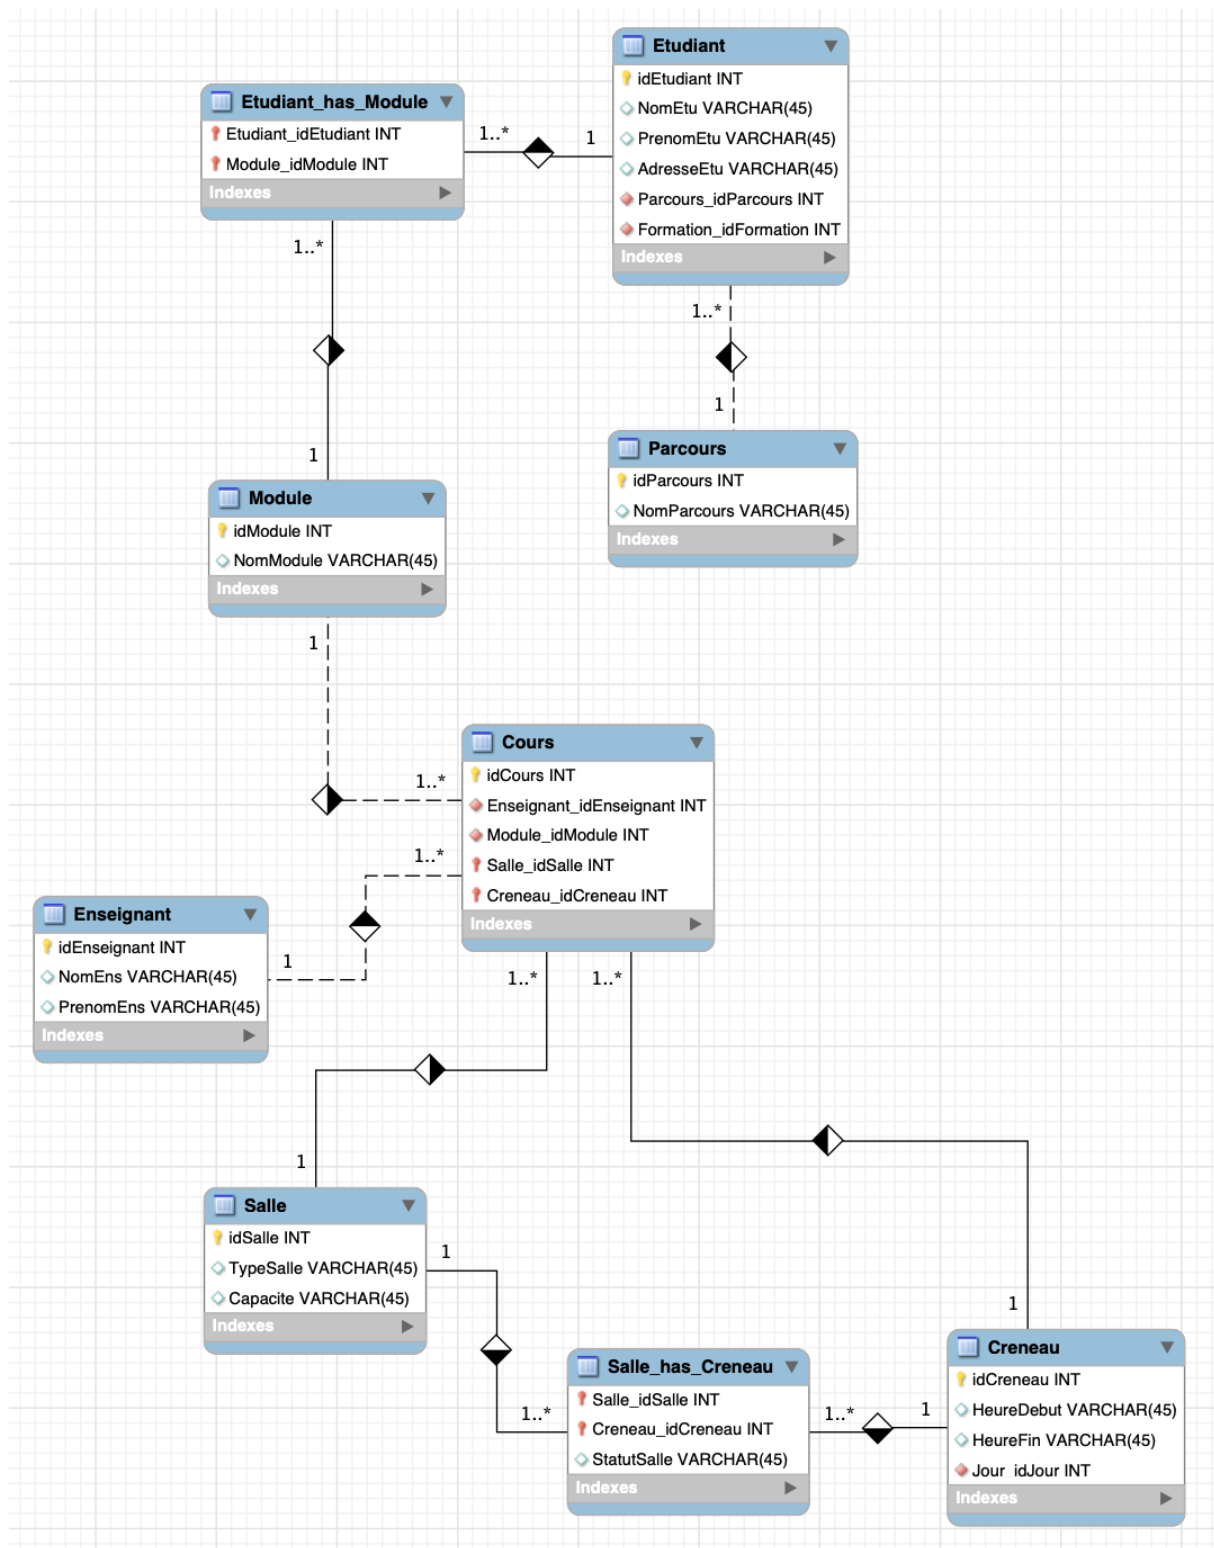 Etudiant
idEtudiant INT
NomEtu VARCHAR(45)
PrenomEtu VARCHAR(45)
AdresseEtu VARCHAR(45)
Parcours_idParcours INT
Formation_idFormation INT
Indexes
Etudiant_has_Module
Etudiant_idEtudiant INT
Module_idModule INT
Indexes
1..*
1
1..*
1
1..*
1
Parcours
idParcours INT
NomParcours VARCHAR(45)
Indexes
Module
idModule INT
NomModule VARCHAR(45)
Indexes
1
1..*
Cours
idCours INT
Enseignant_idEnseignant INT
Module_idModule INT
Salle_idSalle INT
Creneau_idCreneau INT
Indexes
1..*
1
Enseignant
idEnseignant INT
NomEns VARCHAR(45)
PrenomEns VARCHAR(45)
Indexes
1..*
1..*
1
1
Salle
idSalle INT
TypeSalle VARCHAR(45)
Capacite VARCHAR(45)
Indexes
1
1..*
Salle_has_Creneau
Salle_idSalle INT
Creneau_idCreneau INT
StatutSalle VARCHAR(45)
Indexes
1..*
1
Creneau
idCreneau INT
HeureDebut VARCHAR(45)
HeureFin VARCHAR(45)
Jour_idJour INT
Indexes